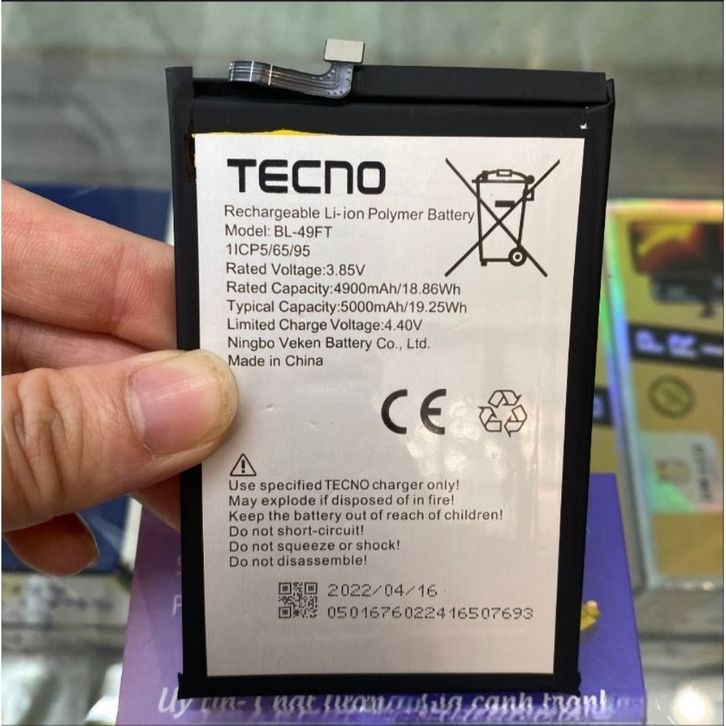 TECNO
Rechargeable Li-ion Polymer Battery
Model: BL-49FT
1ICP5/65/95
Rated Voltage:3.85V
Rated Capacity:4900mAh/18.86Wh
Typical Capacity:5000mAh/19.25Wh
Limited Charge Voltage:4.40V
Ningbo Veken Battery Co., Ltd.
Made in China
CE
Use specified TECNO charger only!
May explode if disposed of in fire!
Keep the battery out of reach of children!
Do not short-circuit!
Do not squeeze or shock!
Do not disassemble!
2022/04/16
0501676022416507693
P R